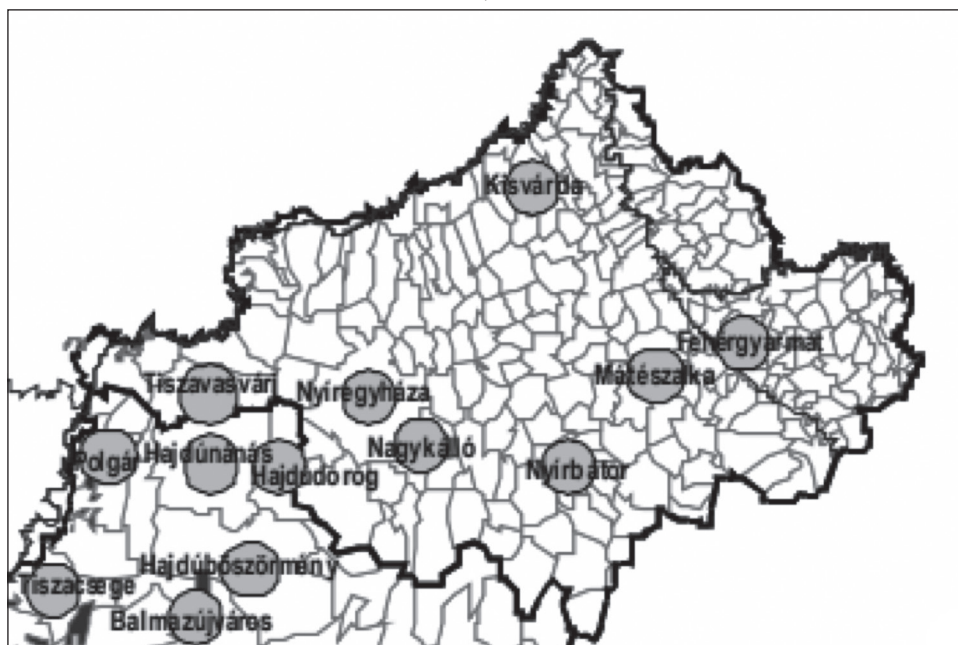 Kisvárda
Fehérgyarmat
Mátészalka
Tiszavasvári
Nyíregyháza
Nagykálló
Hajdúnánás
Polgár
Hajdúdorog
Nyírbátor
Hajdúböszörmény
Tiszacsege
Balmazújváros